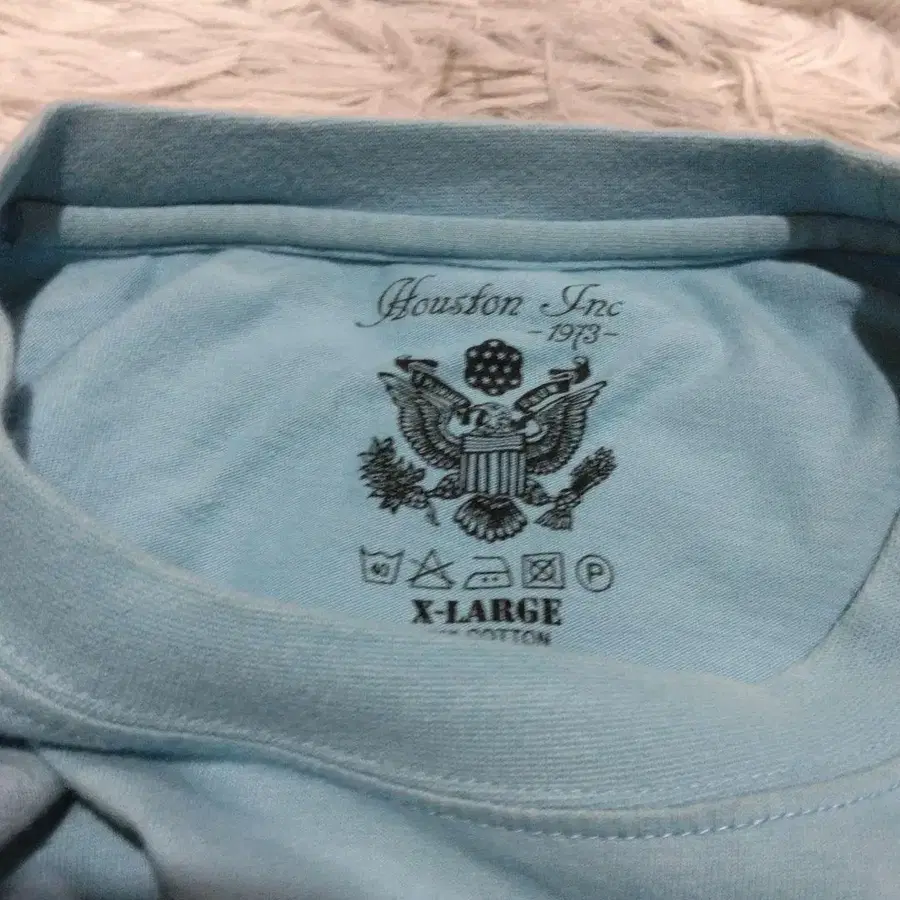 Houston Inc
-1973-
40
P
X-LARGE
COTTON